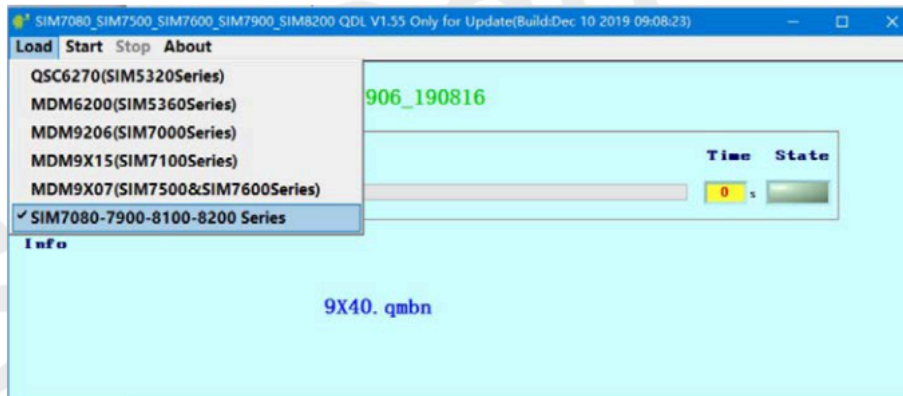 SIM7080_SIM7500_SIM7600_SIM7900_SIM8200 QDL V1.55 Only for Update(Build:Dec 10 2019 09:08:23)
Load Start Stop About
QSC6270(SIM5320Series)
MDM6200(SIM5360Series)
906_190816
MDM9206(SIM7000Series)
MDM9X15(SIM7100Series)
Time State
MDM9X07(SIM7500&SIM7600Series)
0 s
SIM7080-7900-8100-8200 Series
Info
9X40.qmbn